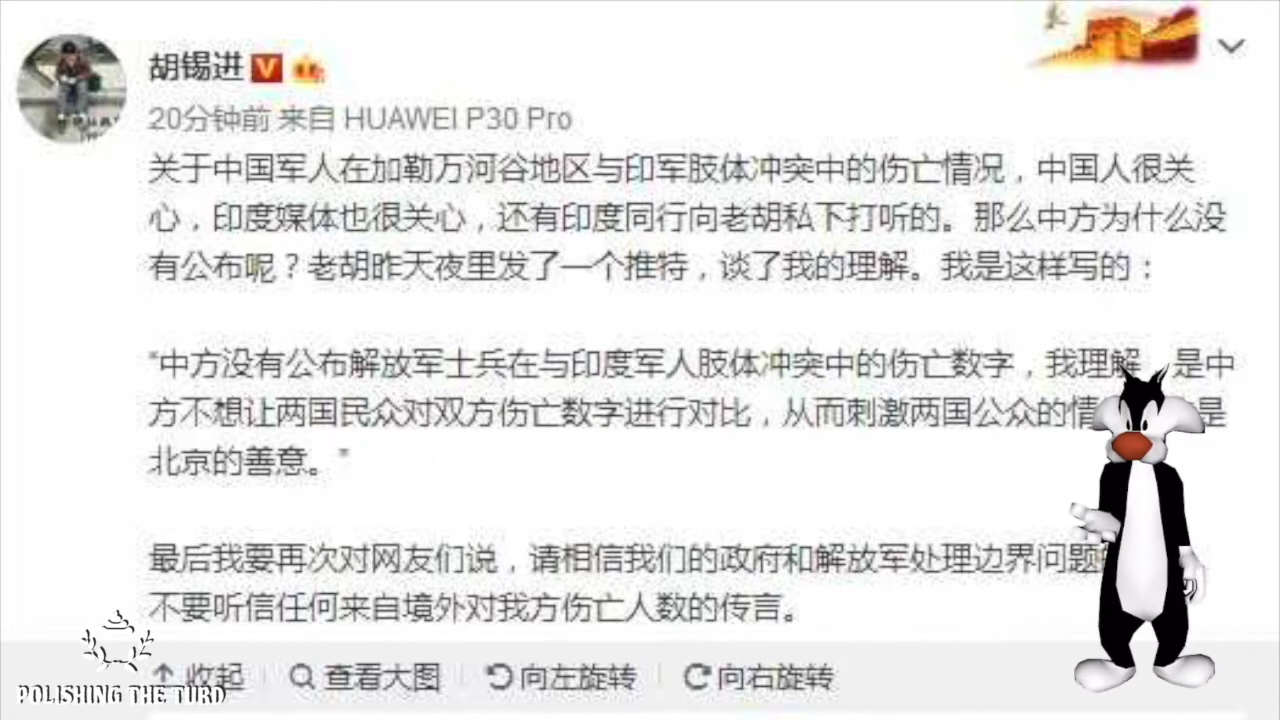 胡锡进
20分钟前 来自 HUAWEI P30 Pro
关于中国军人在加勒万河谷地区与印军肢体冲突中的伤亡情况，中国人很关
心，印度媒体也很关心，还有印度同行向老胡私下打听的。那么中方为什么没
有公布呢？老胡昨天夜里发了一个推特，谈了我的理解。我是这样写的：
“中方没有公布解放军士兵在与印度军人肢体冲突中的伤亡数字，我理解，是中
方不想让两国民众对双方伤亡数字进行对比，从而刺激两国公众的情 是
北京的善意。”
最后我要再次对网友们说，请相信我们的政府和解放军处理边界问题
不要听信任何来自境外对我方伤亡人数的传言。
收起 查看大图 向左旋转 向右旋转
POLISHING THE TURD